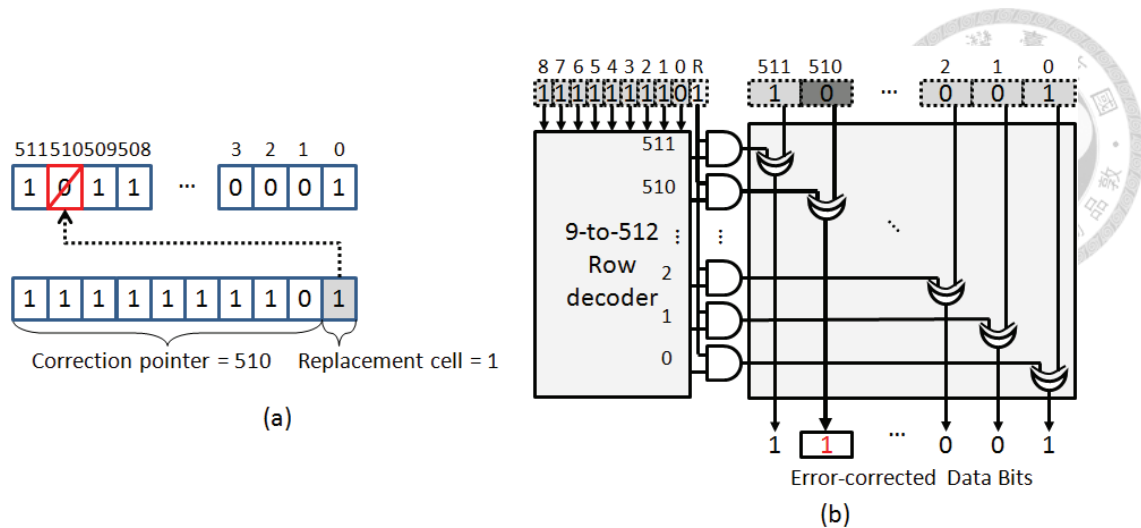 511510509508 3 2 1 0
1 0 1 1 ... 0 0 0 1
1 1 1 1 1 1 1 1 0 1
Correction pointer = 510 Replacement cell = 1
(a)
8 7 6 5 4 3 2 1 0 R 511 510 2 1 0
1 1 1 1 1 1 1 1 0 1 1 0 ... 0 0 1
511
510
9-to-512
Row
decoder
...
2
1
0
1 1 ... 0 0 1
Error-corrected Data Bits
(b)
臺
國
敦
品